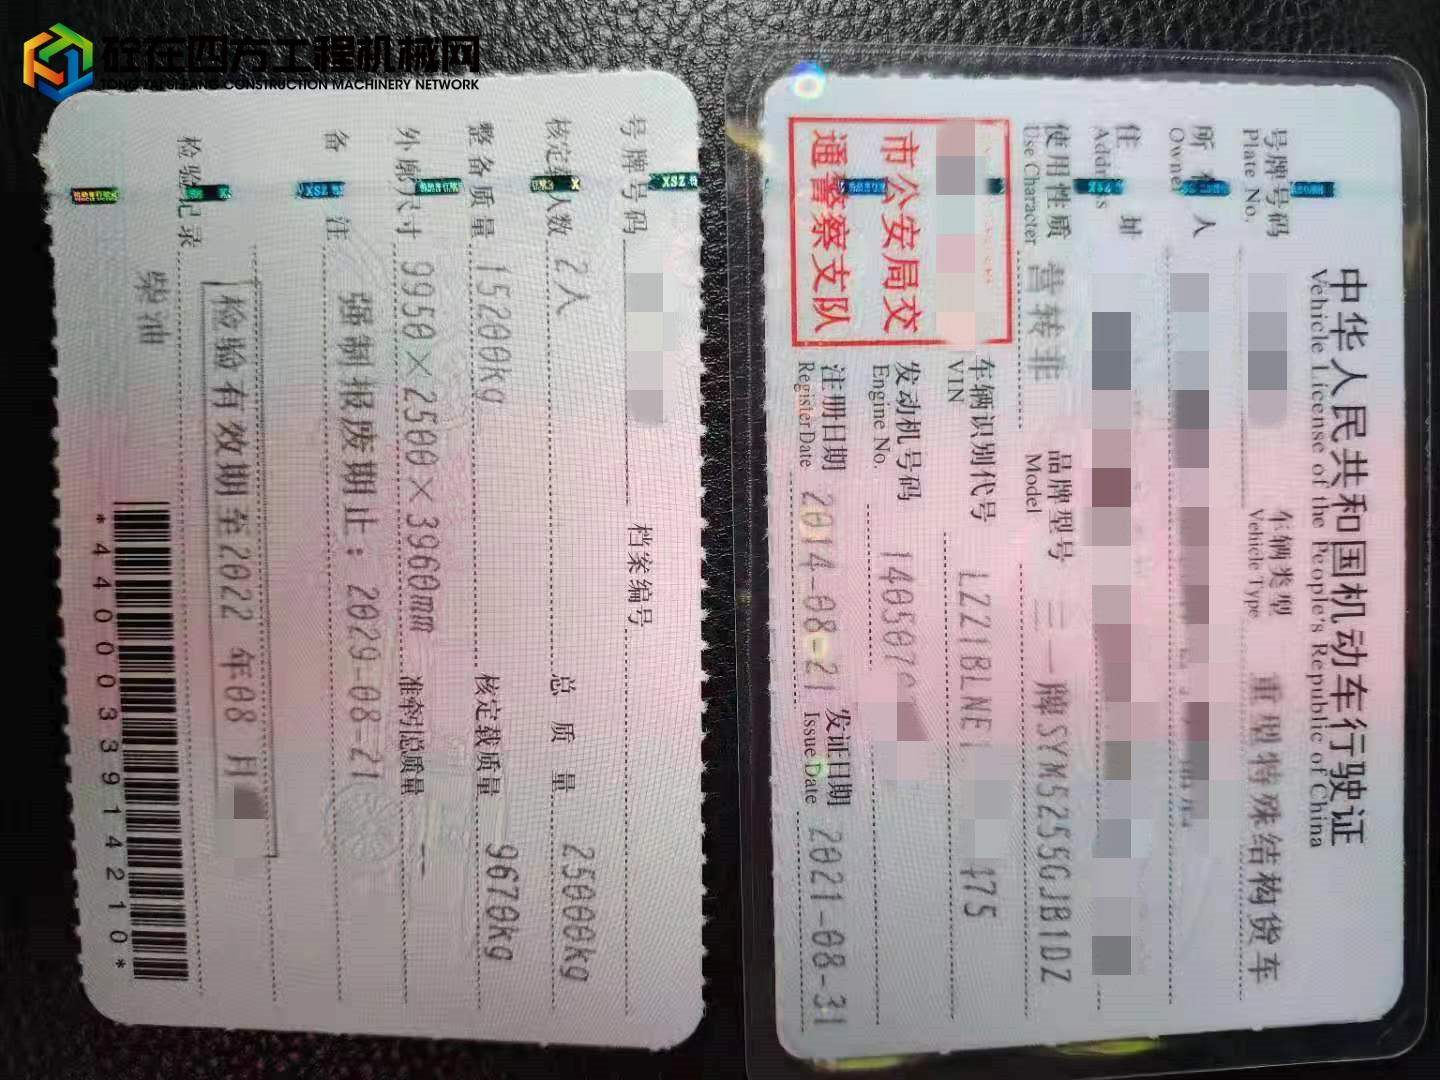 砼在四方工程机械网
TONG ZAI SIFANG CONSTRUCTION MACHINERY NETWORK
中华人民共和国机动车行驶证
Vehicle License of the People's Republic of China
号牌号码
Plate No.
车辆类型 重型特殊结构货车
Vehicle Type
所有人
Owner
住址
Address
使用性质 营转非
Use Character
品牌型号 三一牌SYM5255GJB1DZ
Model
市公安局交
通警察支队
车辆识别代号 LZZ1BLNE 475
VIN
发动机号码 140507
Engine No.
注册日期 2014-08-21
Register Date
发证日期 2021-08-31
Issue Date
号牌号码 档案编号
核定载人数 2人 总质量 25000kg
整备质量 15200kg 核定载质量 9670kg
外廓尺寸 9950×2500×3960mm 准牵引总质量 --
备注 强制报废期止：2029-08-21
检验有效期至2022年08月
检验记录
柴油
*4400033914210*